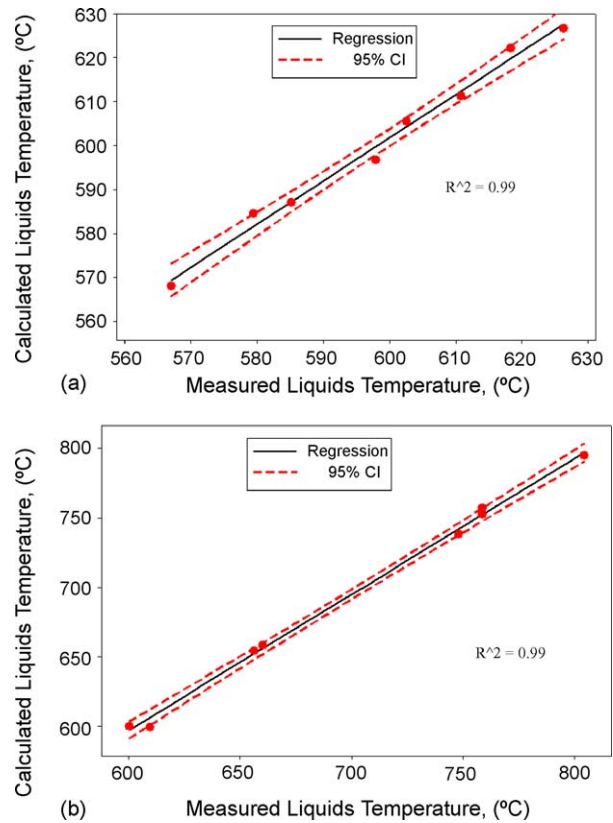 630
620
610
600
590
580
570
560
Calculated Liquids Temperature, (ºC)
Regression
95% CI
R^2 = 0.99
560 570 580 590 600 610 620 630
(a) Measured Liquids Temperature, (ºC)
800
750
700
650
600
Calculated Liquids Temperature, (ºC)
Regression
95% CI
R^2 = 0.99
600 650 700 750 800
(b) Measured Liquids Temperature, (ºC)